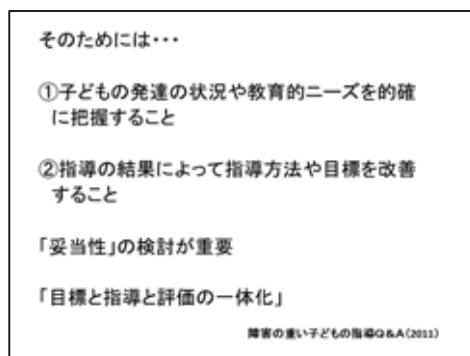 そのためには・・・
①子どもの発達の状況や教育的ニーズを的確
に把握すること
②指導の結果によって指導方法や目標を改善
すること
「妥当性」の検討が重要
「目標と指導と評価の一体化」
障害の重い子どもの指導Q&A(2011)